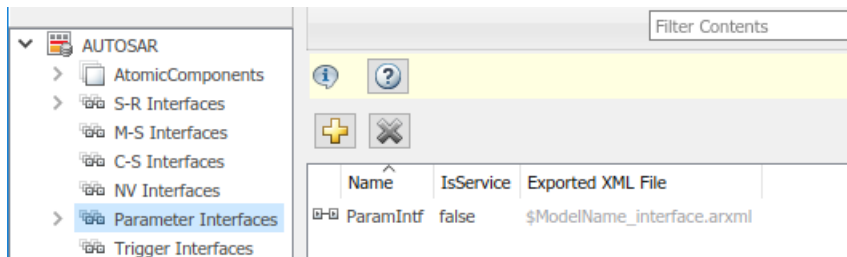 Filter Contents
AUTOSAR
AtomicComponents
S-R Interfaces
M-S Interfaces
C-S Interfaces
NV Interfaces
Parameter Interfaces
Trigger Interfaces
Name IsService Exported XML File
ParamIntf false $ModelName_interface.arxml